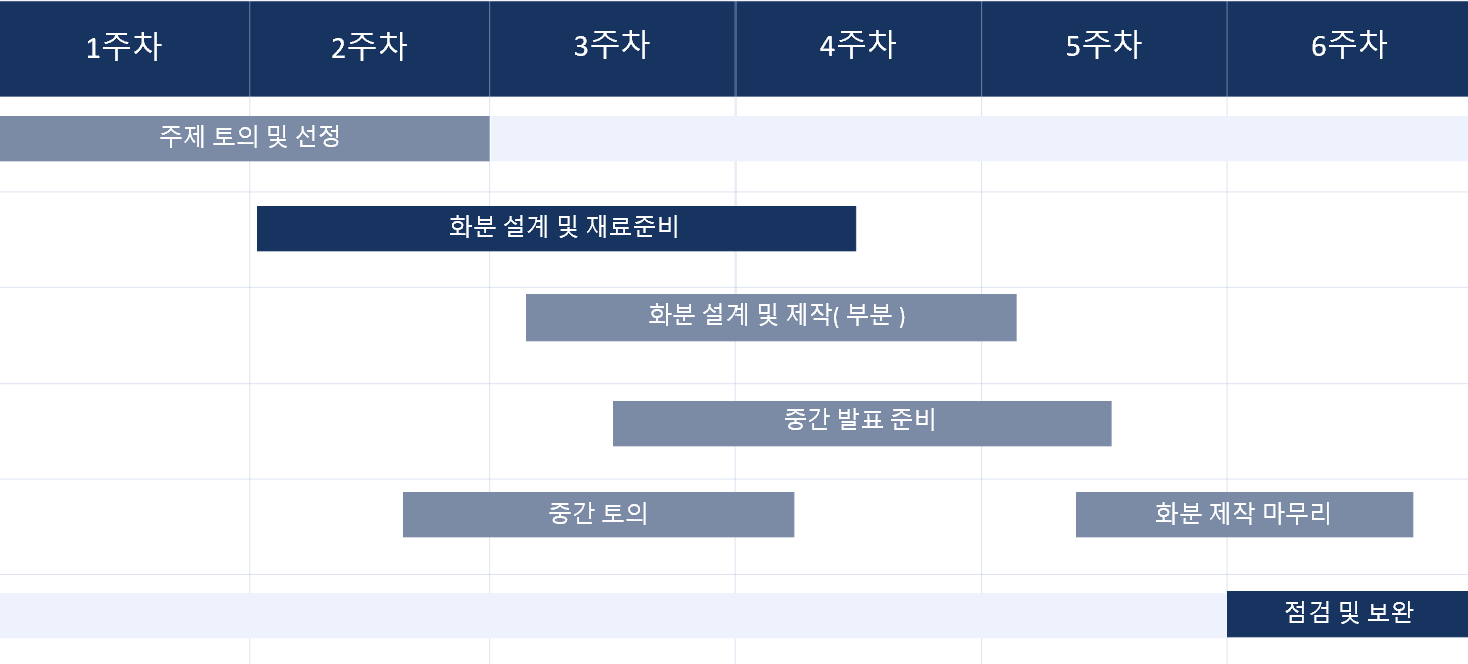 1주차
2주차
3주차
4주차
5주차
6주차
주제 토의 및 선정
화분 설계 및 재료준비
화분 설계 및 제작( 부분 )
중간 발표 준비
중간 토의
화분 제작 마무리
점검 및 보완